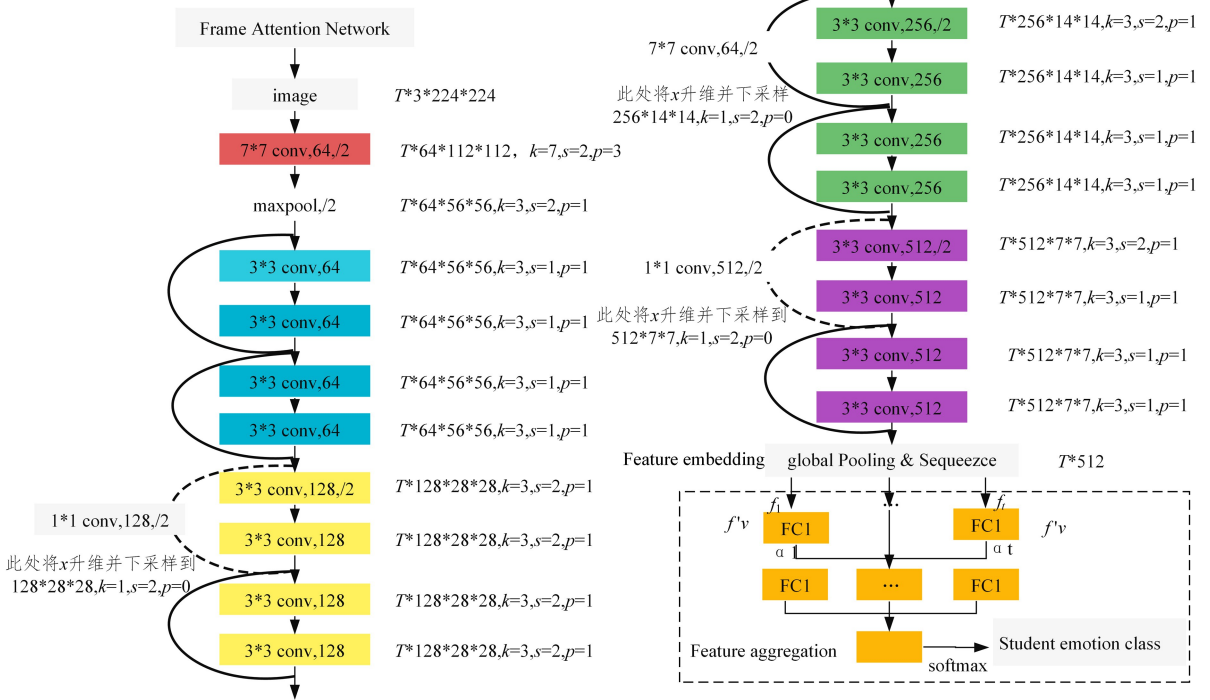 Frame Attention Network
image
T*3*224*224
7*7 conv,64,/2
T*64*112*112, k=7,s=2,p=3
maxpool,/2
T*64*56*56,k=3,s=2,p=1
3*3 conv,64
T*64*56*56,k=3,s=1,p=1
3*3 conv,64
T*64*56*56,k=3,s=1,p=1
3*3 conv,64
T*64*56*56,k=3,s=1,p=1
3*3 conv,64
T*64*56*56,k=3,s=1,p=1
3*3 conv,128,/2
T*128*28*28,k=3,s=2,p=1
1*1 conv,128,/2
3*3 conv,128
T*128*28*28,k=3,s=2,p=1
此处将x升维并下采样到
128*28*28,k=1,s=2,p=0
3*3 conv,128
T*128*28*28,k=3,s=2,p=1
3*3 conv,128
T*128*28*28,k=3,s=2,p=1
3*3 conv,256,/2
T*256*14*14,k=3,s=2,p=1
7*7 conv,64,/2
3*3 conv,256
T*256*14*14,k=3,s=1,p=1
此处将x升维并下采样
256*14*14,k=1,s=2,p=0
3*3 conv,256
T*256*14*14,k=3,s=1,p=1
3*3 conv,256
T*256*14*14,k=3,s=1,p=1
3*3 conv,512,/2
T*512*7*7,k=3,s=2,p=1
1*1 conv,512,/2
3*3 conv,512
T*512*7*7,k=3,s=1,p=1
此处将x升维并下采样到
512*7*7,k=1,s=2,p=0
3*3 conv,512
T*512*7*7,k=3,s=1,p=1
3*3 conv,512
T*512*7*7,k=3,s=1,p=1
Feature embedding
global Pooling & Sequeezce
T*512
f1
...
ft
f'v
FC1
FC1
f'v
α
α t
FC1
...
FC1
Feature aggregation
softmax
Student emotion class